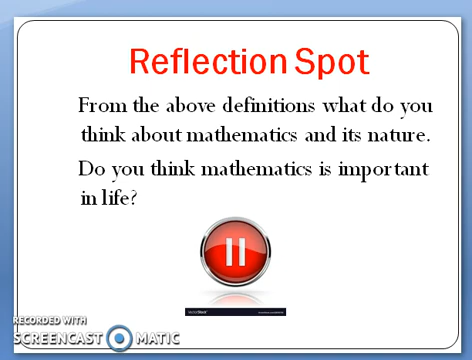 Reflection Spot
From the above definitions what do you
think about mathematics and its nature.
Do you think mathematics is important
in life?
VectorStock
RECORDED WITH
SCREENCAST MATIC